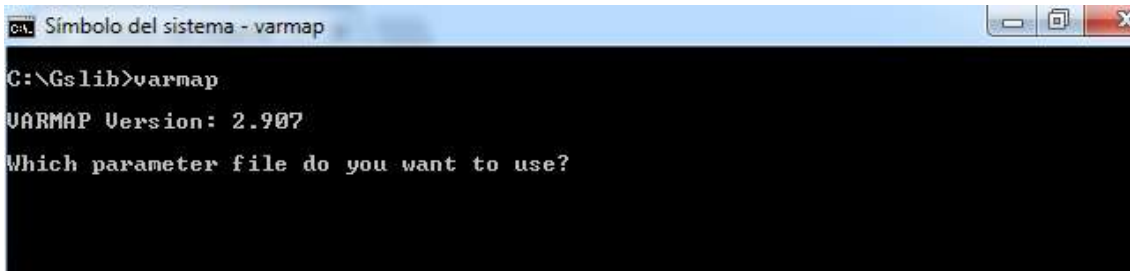 C:\. Símbolo del sistema - varmap
C:\Gslib>varmap
VARMAP Version: 2.907
Which parameter file do you want to use?